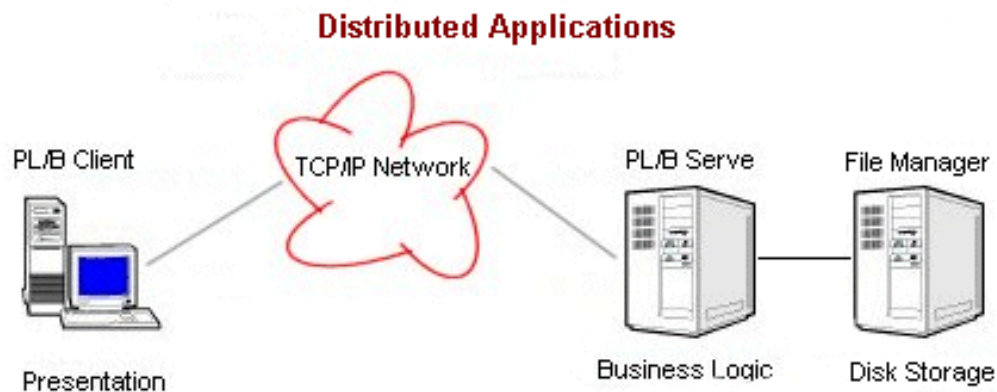 Distributed Applications
PL/B Client
TCP/IP Network
PL/B Serve
File Manager
Presentation
Business Logic
Disk Storage